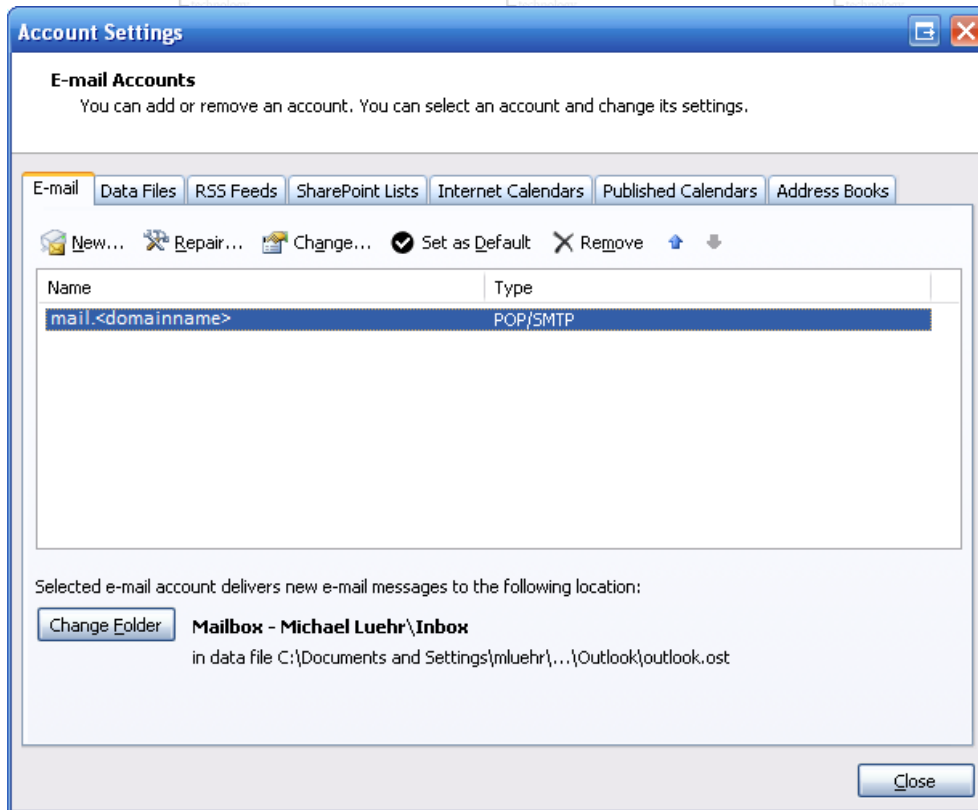 Account Settings
E-mail Accounts
You can add or remove an account. You can select an account and change its settings.
E-mail Data Files RSS Feeds SharePoint Lists Internet Calendars Published Calendars Address Books
New... Repair... Change... Set as Default Remove
Name Type
mail.<domainname> POP/SMTP
Selected e-mail account delivers new e-mail messages to the following location:
Change Folder Mailbox - Michael Luehr\Inbox
in data file C:\Documents and Settings\mluehr\...\Outlook\outlook.ost
Close